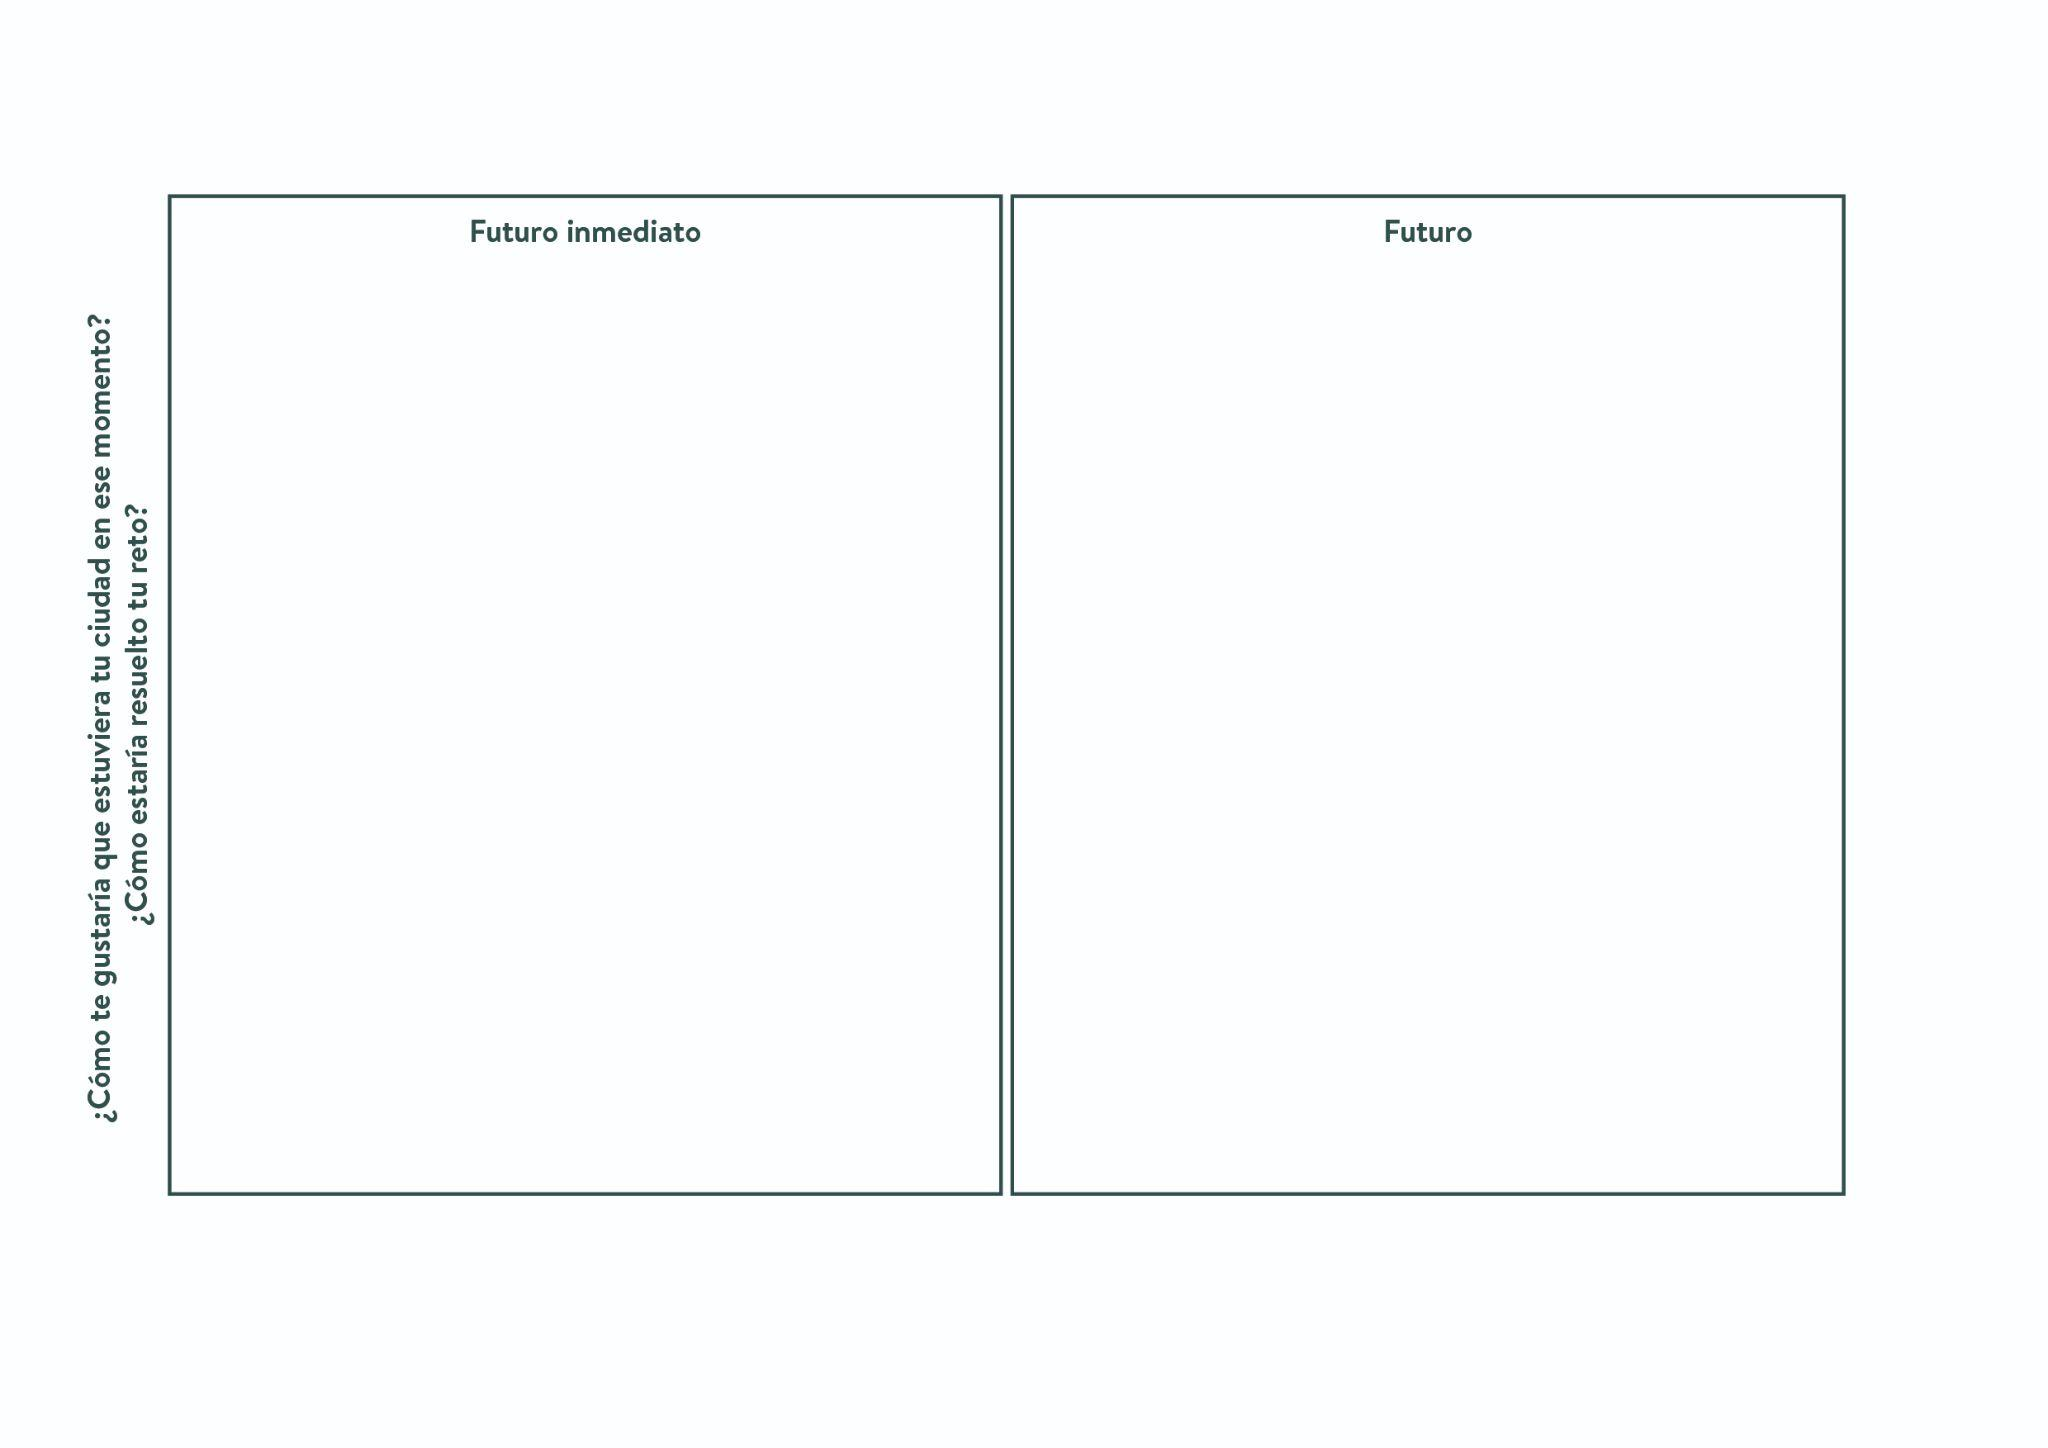 ¿Cómo te gustaría que estuviera tu ciudad en ese momento?
¿Cómo estaría resuelto tu reto?
Futuro inmediato
Futuro